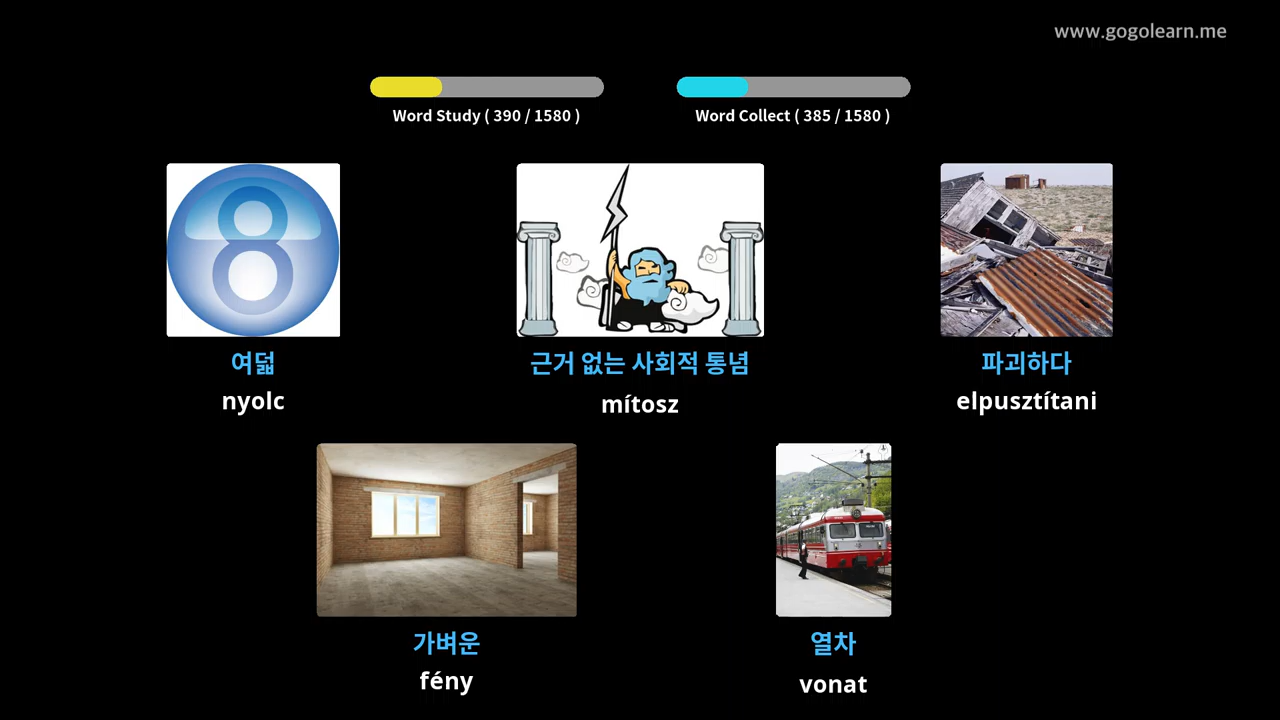 www.gogolearn.me
Word Study ( 390 / 1580 )
Word Collect ( 385 / 1580 )
8
여덟
nyolc
근거 없는 사회적 통념
mítosz
파괴하다
elpusztítani
가벼운
fény
열차
vonat